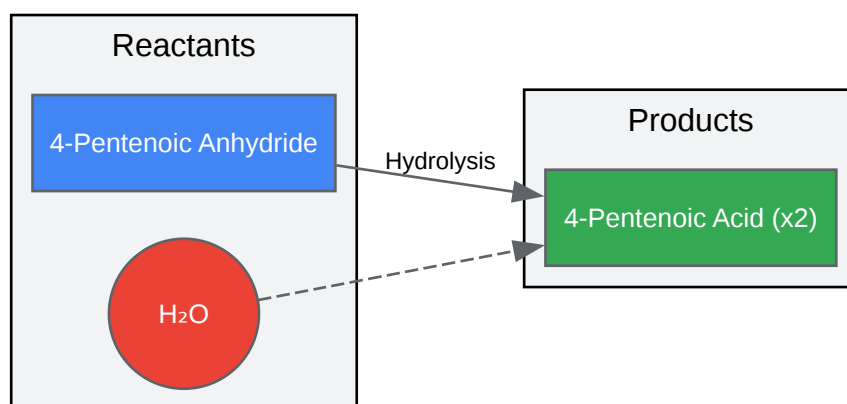 Reactants
4-Pentenoic Anhydride
Hydrolysis
H₂O
Products
4-Pentenoic Acid (x2)